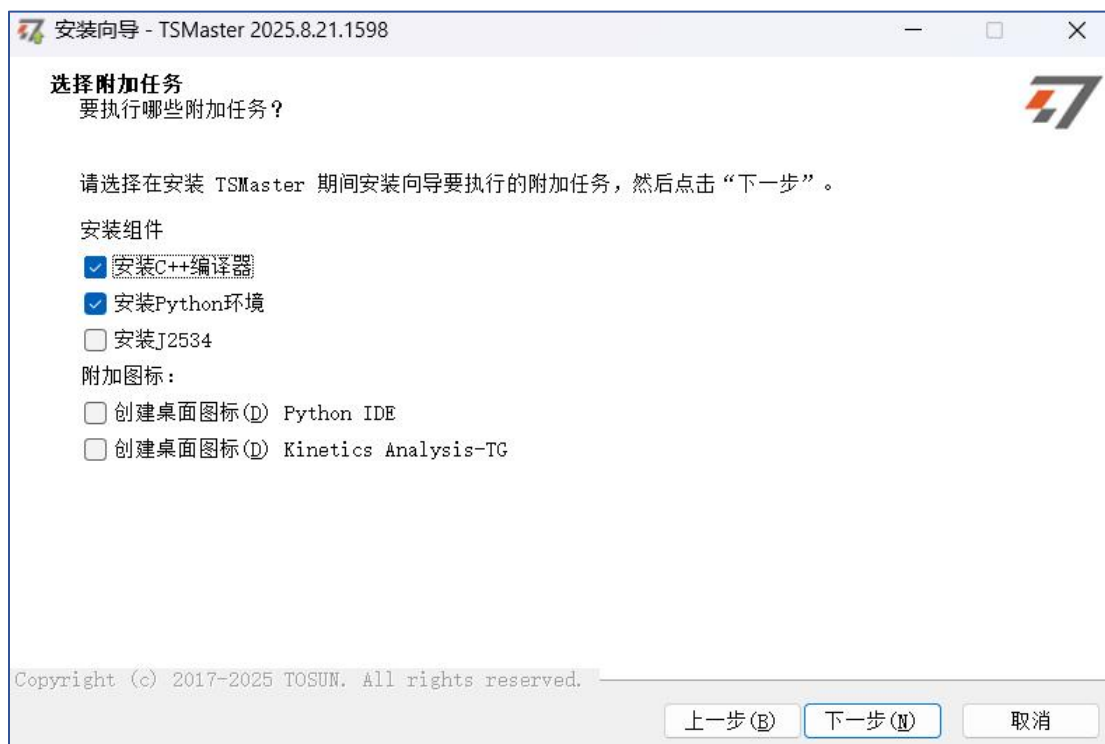 安装向导 - TSMaster 2025.8.21.1598
选择附加任务
要执行哪些附加任务？
请选择在安装 TSMaster 期间安装向导要执行的附加任务，然后点击“下一步”。
安装组件
安装C++编译器
安装Python环境
安装J2534
附加图标：
创建桌面图标(D) Python IDE
创建桌面图标(D) Kinetics Analysis-TG
Copyright (c) 2017-2025 TOSUN. All rights reserved.
上一步(B) 下一步(N) 取消